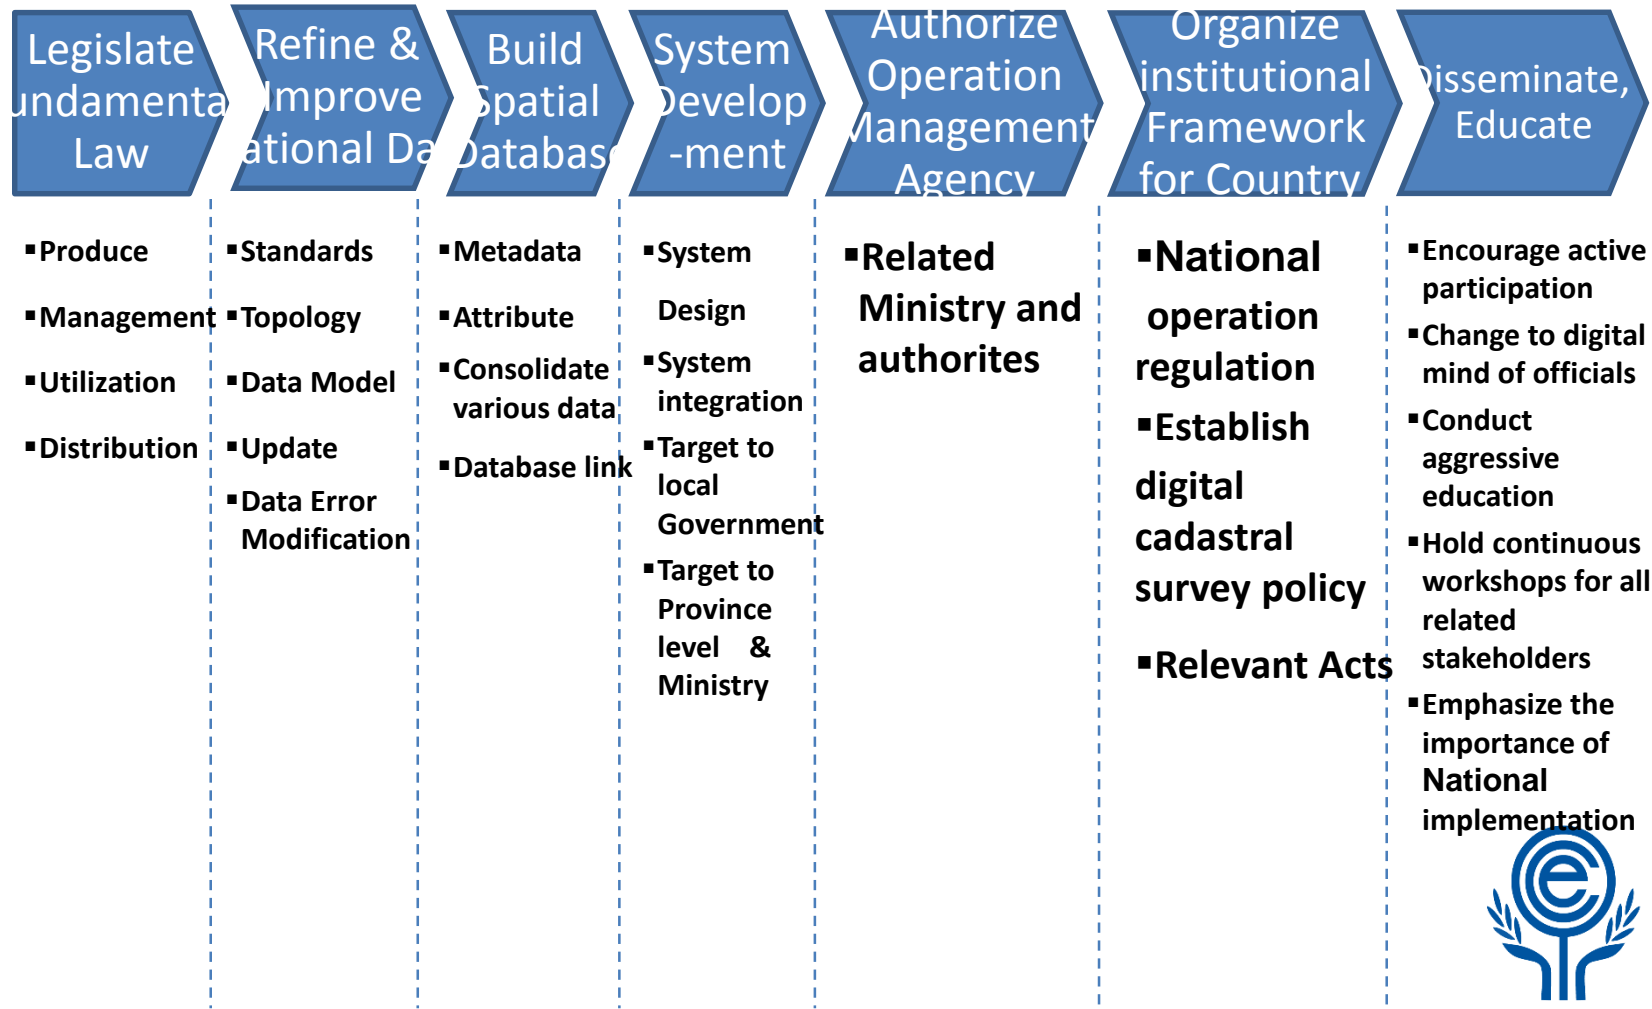 Legislate
undamenta
Law
Refine &
Improve
ational Da
Build
Spatial
Databas
System
Develop
-ment
Authorize
Operation
Management
Agency
Organize
institutional
Framework
for Country
Disseminate,
Educate
▪Produce
▪Management
▪Utilization
▪Distribution
▪Standards
▪Topology
▪Data Model
▪Update
▪Data Error
Modification
▪Metadata
▪Attribute
▪Consolidate
various data
▪Database link
▪System
Design
▪System
integration
▪Target to
local
Government
▪Target to
Province
level &
Ministry
▪Related
Ministry and
authorites
▪National
operation
regulation
▪Establish
digital
cadastral
survey policy
▪Relevant Acts
▪Encourage active
participation
▪Change to digital
mind of officials
▪Conduct
aggressive
education
▪Hold continuous
workshops for all
related
stakeholders
▪Emphasize the
importance of
National
implementation
eco